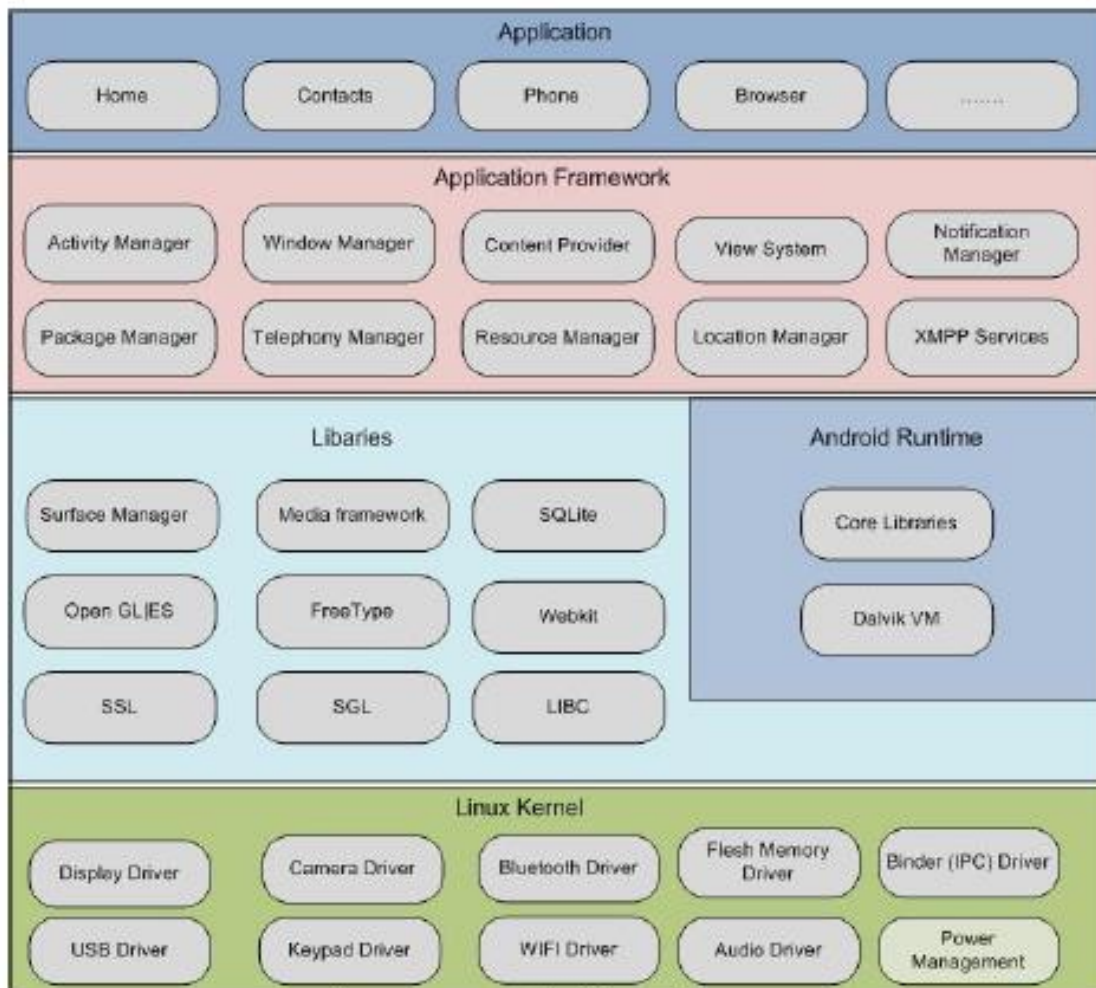 Application
Home
Contacts
Phone
Browser
.......
Application Framework
Activity Manager
Window Manager
Content Provider
View System
Notification
Manager
Package Manager
Telephony Manager
Resource Manager
Location Manager
XMPP Services
Libaries
Surface Manager
Media framework
SQLite
Open GL|ES
FreeType
Webkit
SSL
SGL
LIBC
Android Runtime
Core Libraries
Dalvik VM
Linux Kernel
Display Driver
Camera Driver
Bluetooth Driver
Flesh Memory
Driver
Binder (IPC) Driver
USB Driver
Keypad Driver
WIFI Driver
Audio Driver
Power
Management